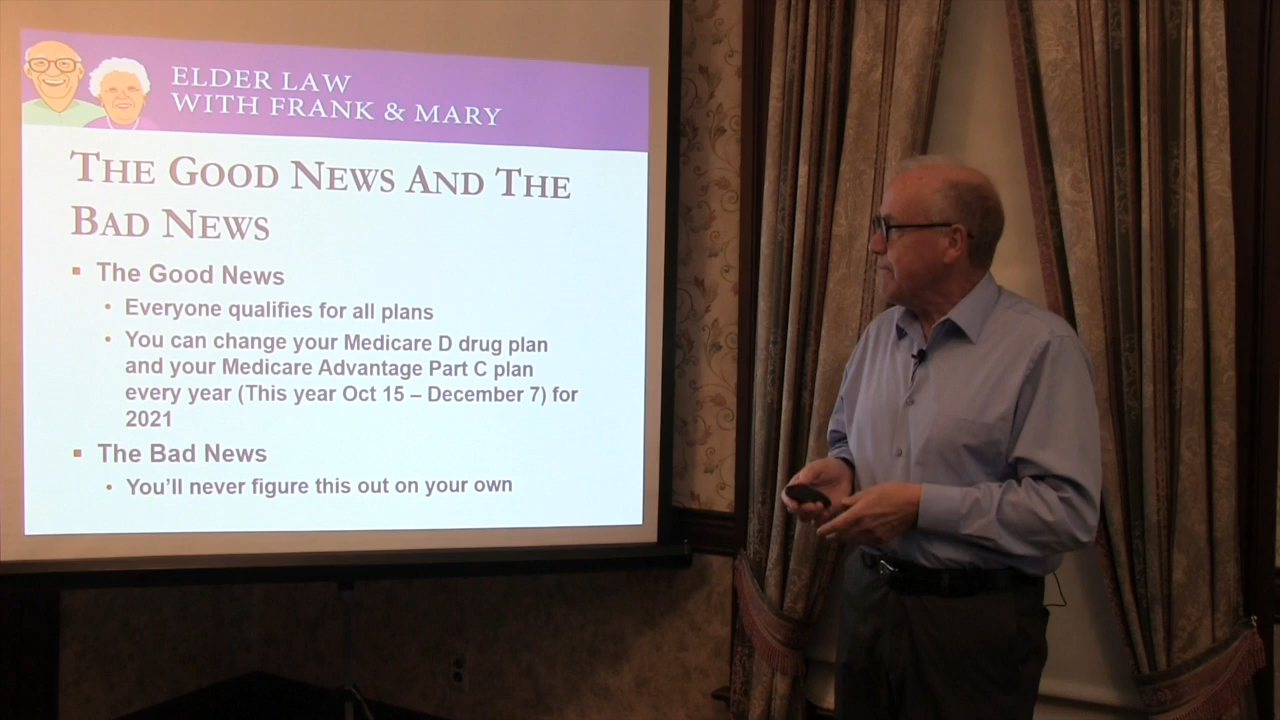 ELDER LAW
WITH FRANK & MARY
THE GOOD NEWS AND THE
BAD NEWS
▪ The Good News
• Everyone qualifies for all plans
• You can change your Medicare D drug plan
and your Medicare Advantage Part C plan
every year (This year Oct 15 – December 7) for
2021
▪ The Bad News
• You’ll never figure this out on your own